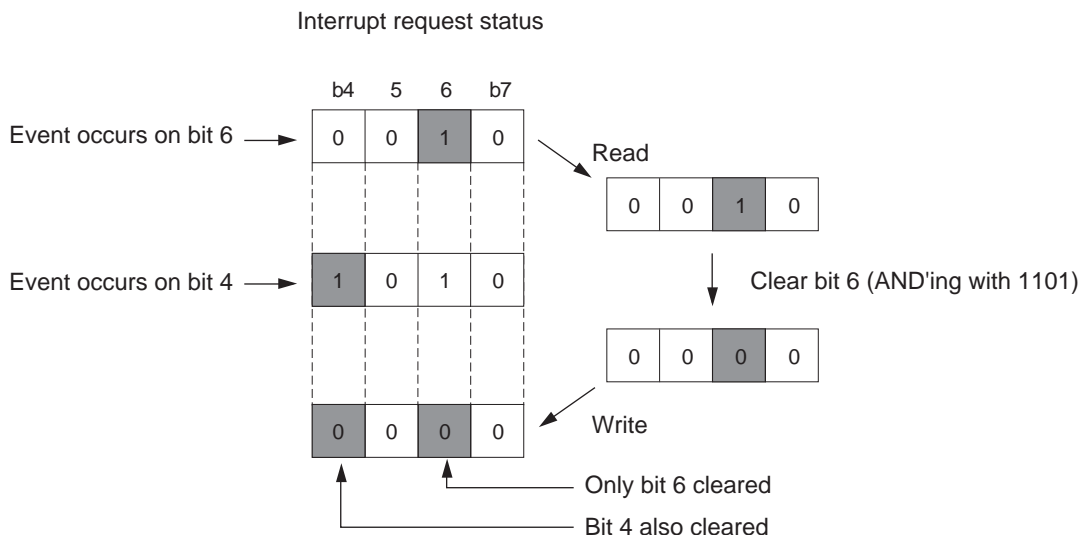 Interrupt request status
b4 5 6 b7
Event occurs on bit 6
0 0 1 0
Read
0 0 1 0
Event occurs on bit 4
1 0 1 0
Clear bit 6 (AND'ing with 1101)
0 0 0 0
0 0 0 0
Write
Only bit 6 cleared
Bit 4 also cleared